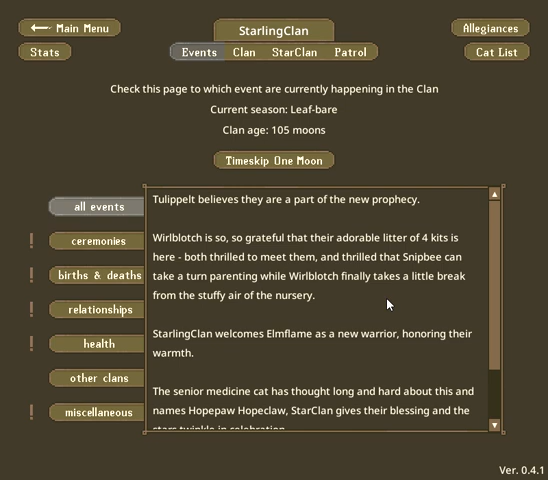 Main Menu
StarlingClan
Allegiances
Stats
Events
Clan
StarClan
Patrol
Cat List
Check this page to which event are currently happening in the Clan
Current season: Leaf-bare
Clan age: 105 moons
Timeskip One Moon
all events
ceremonies
births & deaths
relationships
health
other clans
miscellaneous
Tulippelt believes they are a part of the new prophecy.
Wirlblotch is so, so grateful that their adorable litter of 4 kits is
here - both thrilled to meet them, and thrilled that Snipbee can
take a turn parenting while Wirlblotch finally takes a little break
from the stuffy air of the nursery.
StarlingClan welcomes Elmflame as a new warrior, honoring their
warmth.
The senior medicine cat has thought long and hard about this and
names Hopepaw Hopeclaw, StarClan gives their blessing and the
stars twinkle in celebration.
Ver. 0.4.1